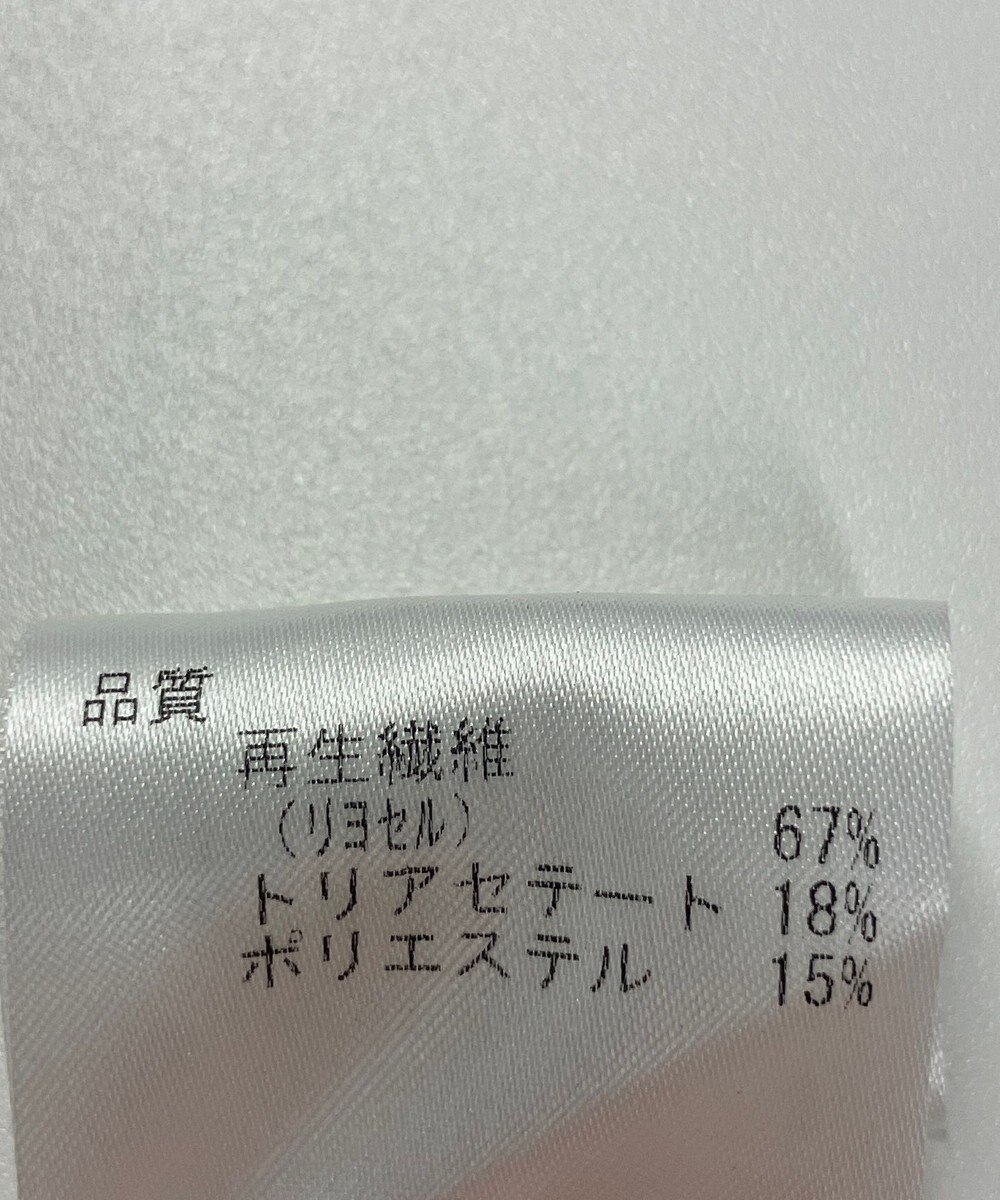 品質
再生繊維
(リヨセル) 67%
トリアセテート 18%
ポリエステル 15%